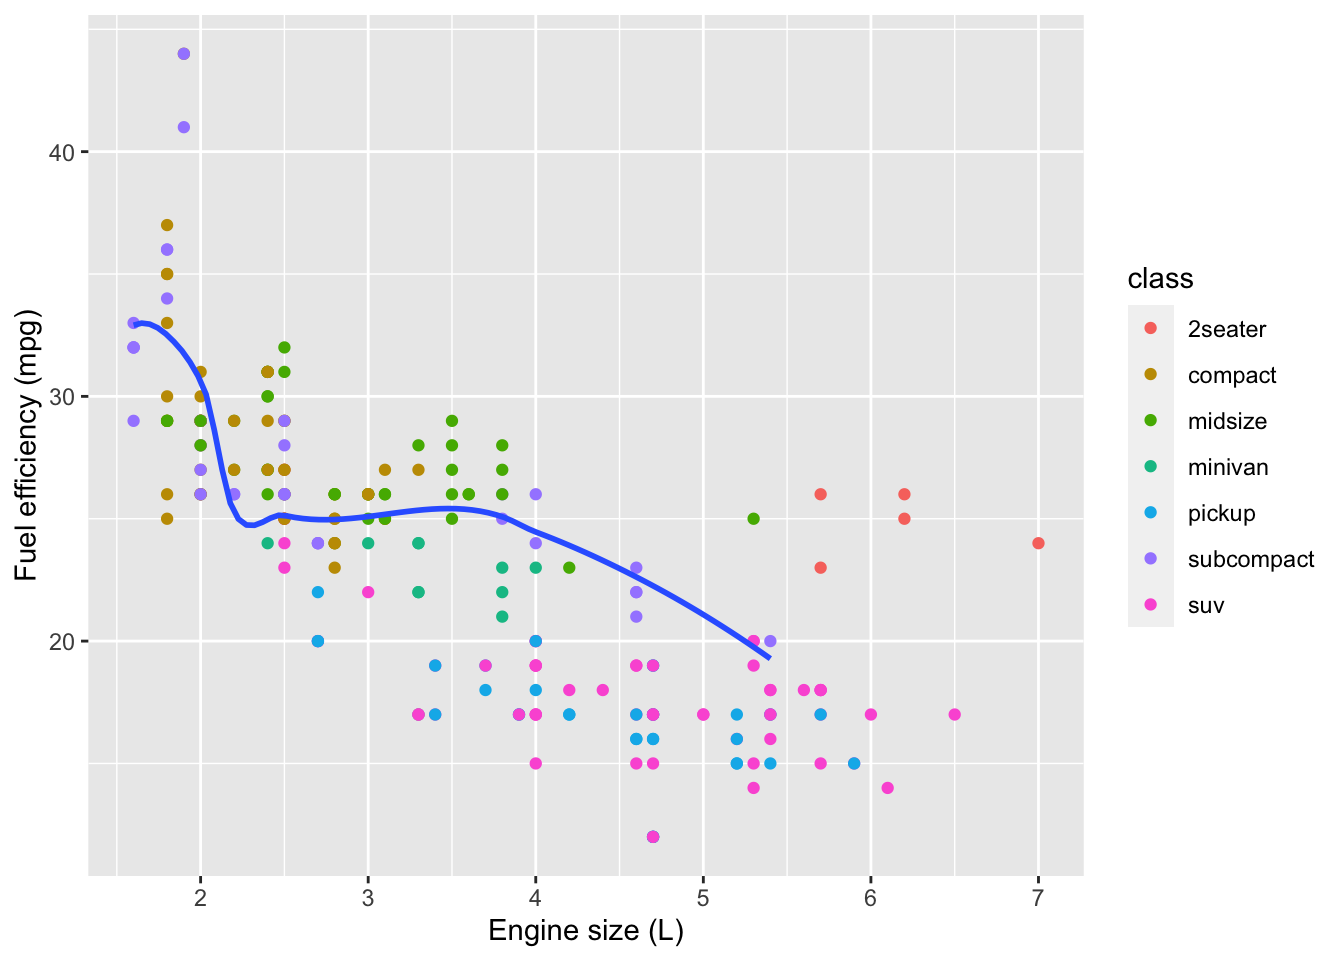 40
30
20
Fuel efficiency (mpg)
2 3 4 5 6 7
Engine size (L)
class
2seater
compact
midsize
minivan
pickup
subcompact
suv